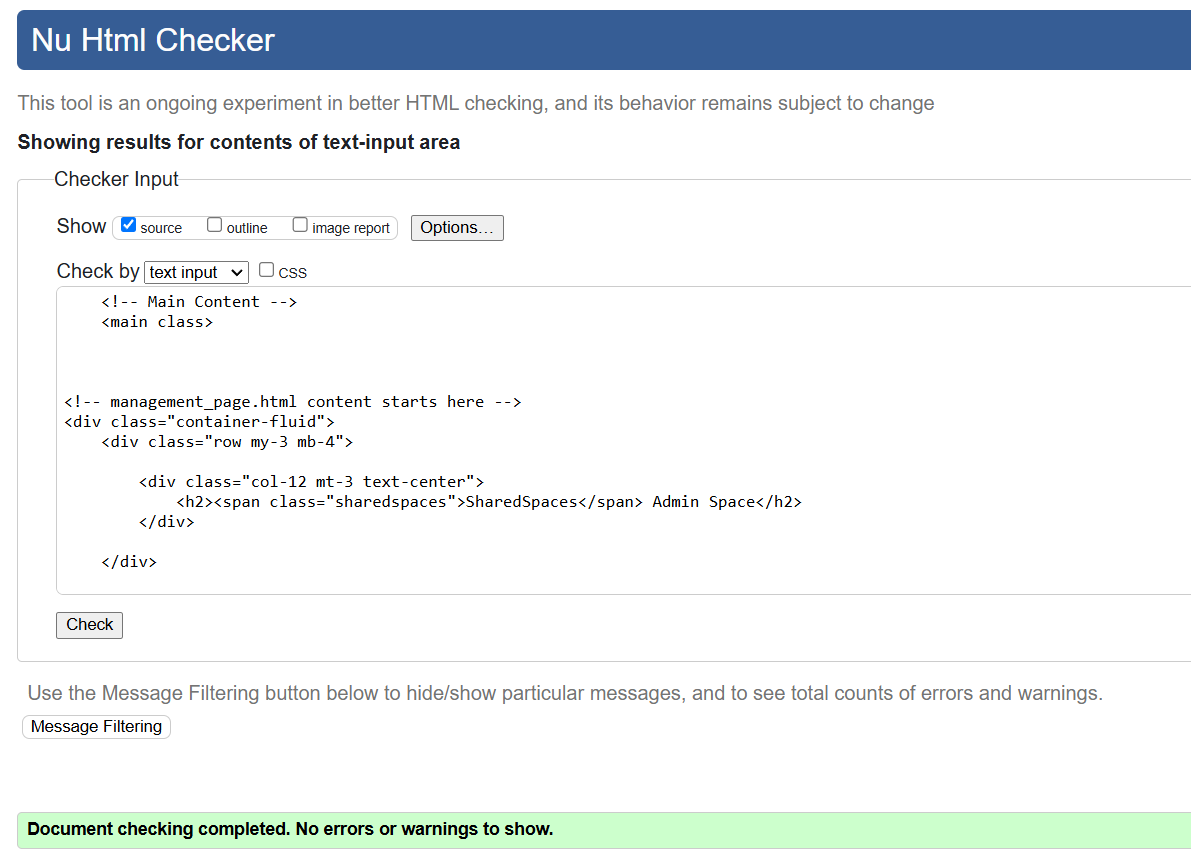 Nu Html Checker
This tool is an ongoing experiment in better HTML checking, and its behavior remains subject to change
Showing results for contents of text-input area
Checker Input
Show source outline image report Options...
Check by text input CSS
<!-- Main Content -->
<main class>
<!-- management_page.html content starts here -->
<div class="container-fluid">
<div class="row my-3 mb-4">
<div class="col-12 mt-3 text-center">
<h2><span class="sharedspaces">SharedSpaces</span> Admin Space</h2>
</div>
</div>
Check
Use the Message Filtering button below to hide/show particular messages, and to see total counts of errors and warnings.
Message Filtering
Document checking completed. No errors or warnings to show.